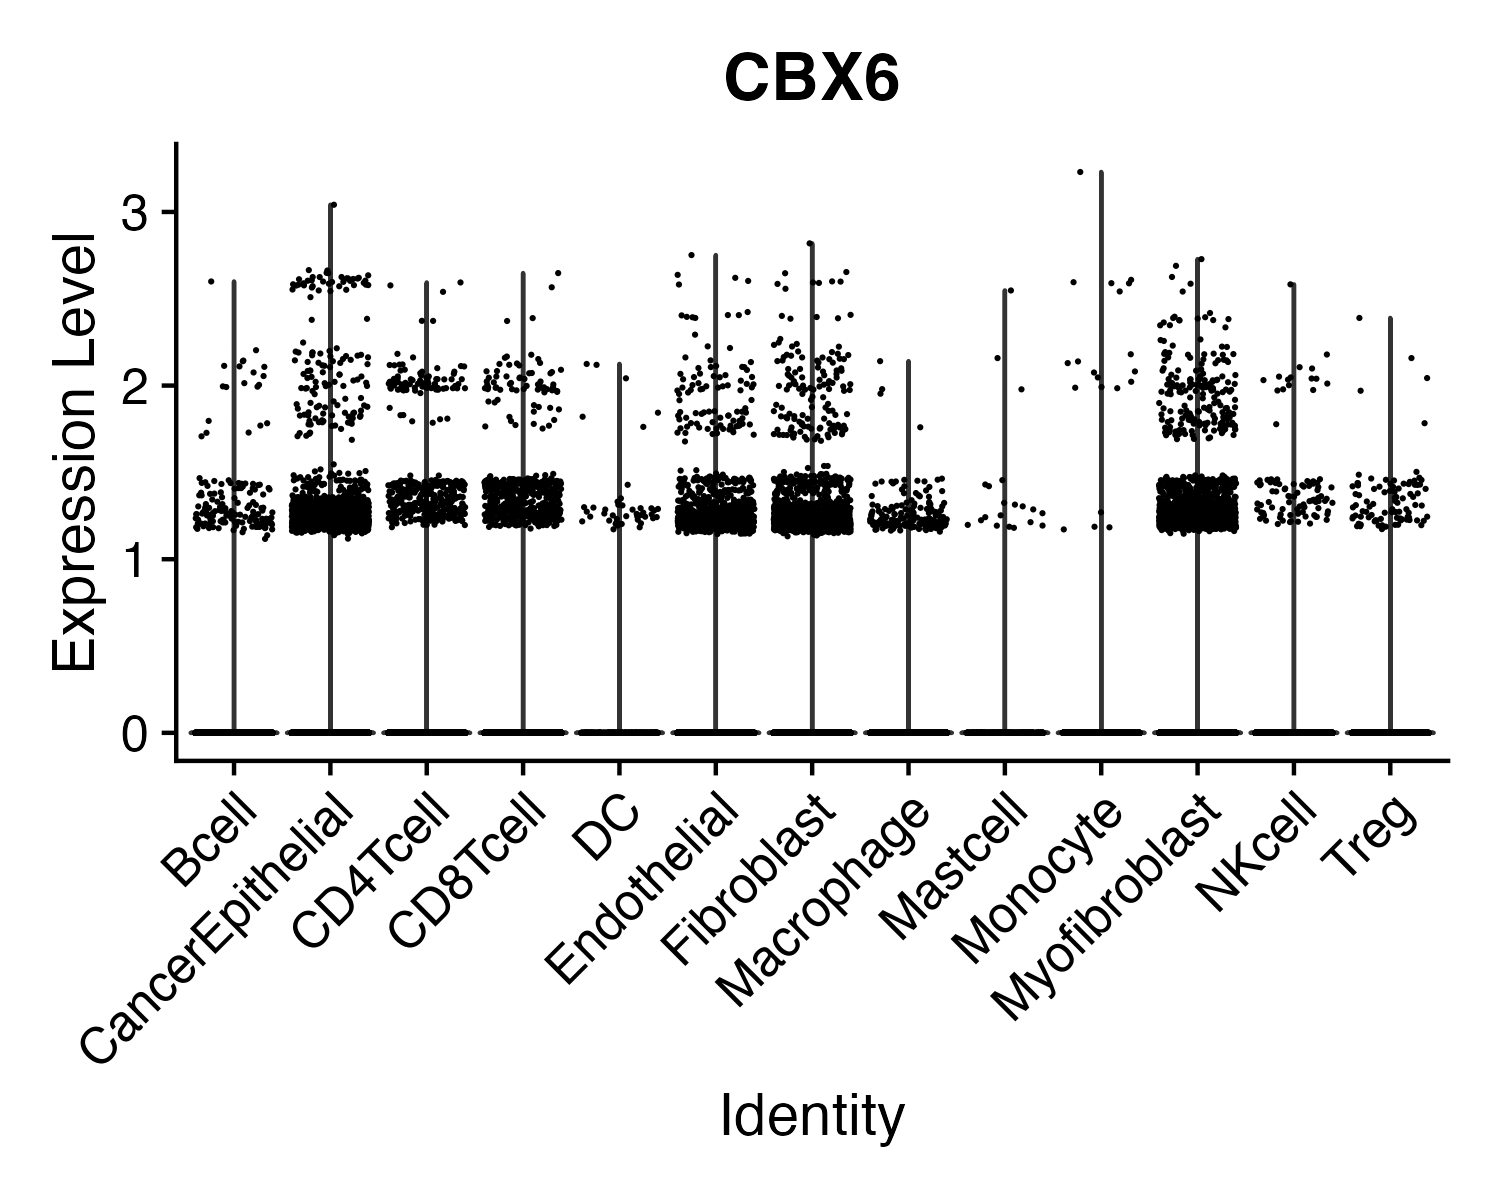 CBX6
Expression Level
3
2
1
0
Bcell
CancerEpithelial
CD4Tcell
CD8Tcell
DC
Endothelial
Fibroblast
Macrophage
Mastcell
Monocyte
Myofibroblast
NKcell
Treg
Identity